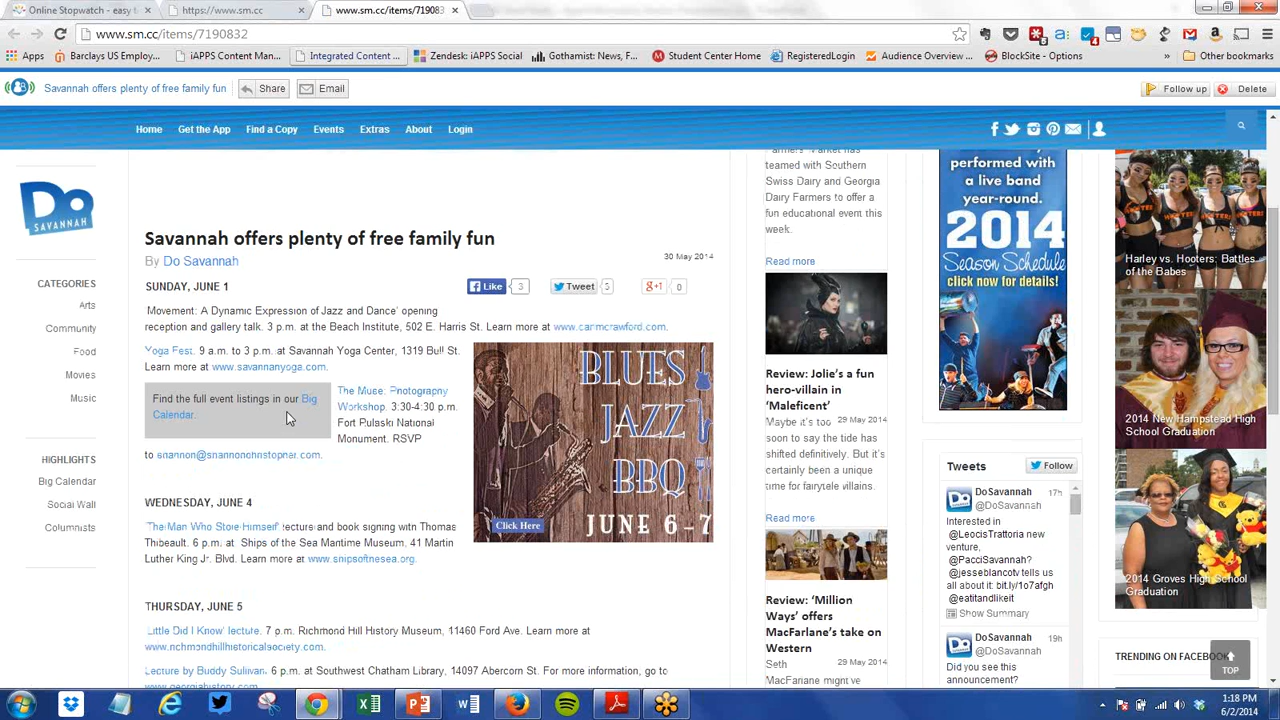 Online Stopwatch - easy t
https://www.sm.cc
www.sm.cc/items/719083
www.sm.cc/items/7190832
Apps
Barclays US Employ...
iAPPS Content Man...
Integrated Content ...
Zendesk: iAPPS Supp...
Gothamist: News, F...
Student Center Home
RegisteredLogin
Audience Overview ...
BlockSite - Options
Other bookmarks
Savannah offers plenty of free family fun
Share
Email
Follow up
Delete
Home
Get the App
Find a Copy
Events
Extras
About
Login
Do
SAVANNAH
CATEGORIES
Arts
Community
Food
Movies
Music
HIGHLIGHTS
Big Calendar
Social Wall
Columnists
Savannah offers plenty of free family fun
By Do Savannah
30 May 2014
SUNDAY, JUNE 1
Like
3
Tweet
5
g+1
0
'Movement: A Dynamic Expression of Jazz and Dance' opening
reception and gallery talk. 3 p.m. at the Beach Institute, 502 E. Harris St. Learn more at www.carlmcrawford.com.
Yoga Fest. 9 a.m. to 3 p.m. at Savannah Yoga Center, 1319 Bull St.
Learn more at www.savannahyoga.com.
Find the full event listings in our Big
Calendar.
The Muse: Photography
Workshop. 3:30-4:30 p.m.
Fort Pulaski National
Monument. RSVP
to shannon@shannonchristopher.com.
BLUES
JAZZ
BBQ
Click Here
JUNE 6-7
WEDNESDAY, JUNE 4
'The Man Who Store Himself' lecture and book signing with Thomas
Thibeault. 6 p.m. at Ships of the Sea Maritime Museum. 41 Martin
Luther King Jr. Blvd. Learn more at www.shipsofthesea.org.
THURSDAY, JUNE 5
'Little Did I Know' lecture. 7 p.m. Richmond Hill History Museum, 11460 Ford Ave. Learn more at
www.richmondhillhistoricalsociety.com.
Lecture by Buddy Sullivan. 6 p.m. at Southwest Chatham Library, 14097 Abercorn St. For more information, go to
www.georgiahistory.com
Farmers' Market has
teamed with Southern
Swiss Dairy and Georgia
Dairy Farmers to offer a
fun educational event this
week.
Read more
Review: Jolie's a fun
hero-villain in
'Maleficent'
29 May 2014
Maybe it's too
soon to say the tide has
shifted definitively. But it's
certainly been a unique
time for fairytale villains.
Read more
Review: 'Million
Ways' offers
MacFarlane's take on
Western
29 May 2014
Seth
MacFarlane might
performed with
a live band
year-round.
2014
Season Schedule
click now for details!
Tweets
Follow
DoSavannah
17h
@DoSavannah
Interested in
@LeocisTrattoria new
venture,
@PacciSavannah?
@jesseblancotv tells us
all about it: bit.ly/1o7afgh
@eatitandlikeit
Show Summary
DoSavannah
19h
@DoSavannah
Did you see this
announcement?
Harley vs. Hooters: Battles
of the Babes
2014 New Hampstead High
School Graduation
2014 Groves High School
Graduation
TRENDING ON FACEBOOK
TOP
1:18 PM
6/2/2014